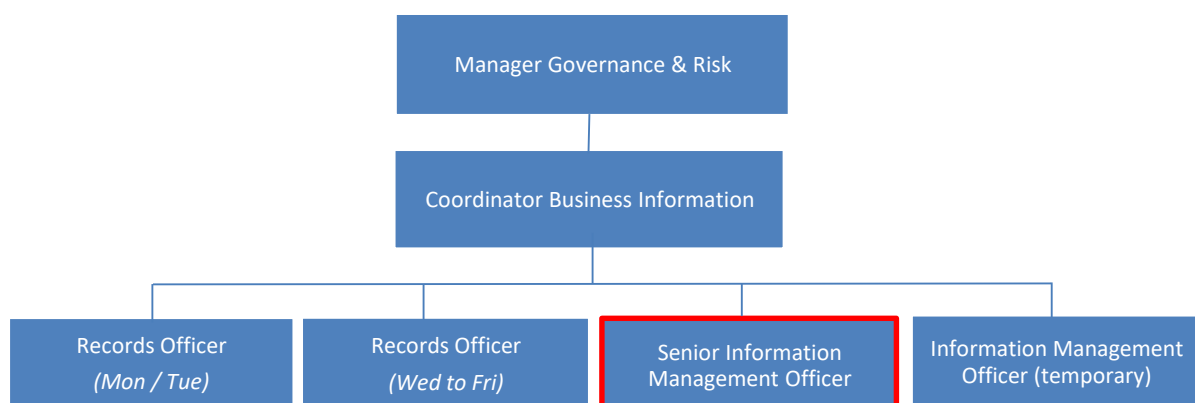 Manager Governance & Risk
Coordinator Business Information
Records Officer
(Mon / Tue)
Records Officer
(Wed to Fri)
Senior Information
Management Officer
Information Management
Officer (temporary)